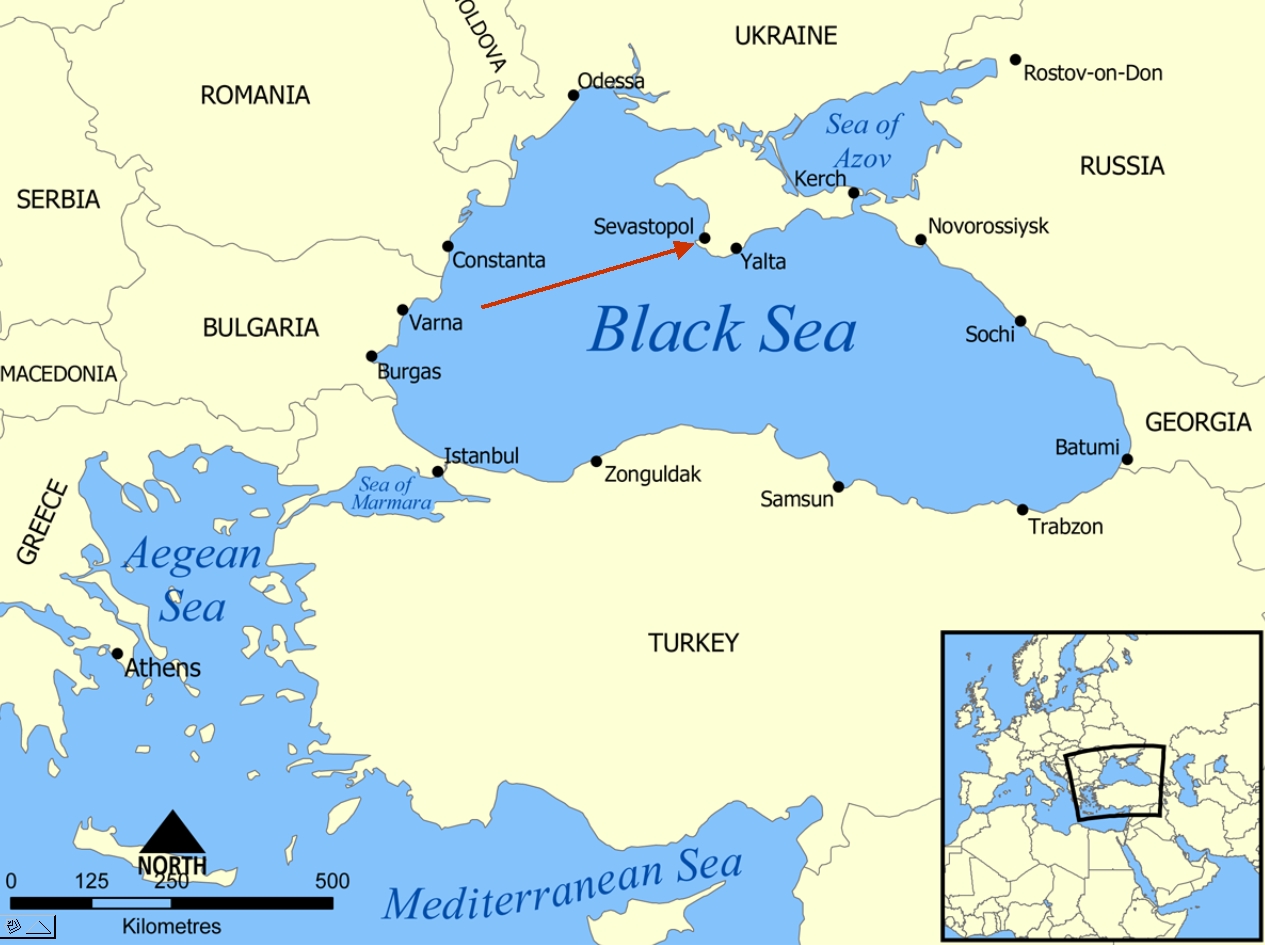 MOLDOVA
UKRAINE
Odessa
Rostov-on-Don
ROMANIA
Sea of
Azov
RUSSIA
Kerch
SERBIA
Sevastopol
Novorossiysk
Constanta
Yalta
BULGARIA
Varna
Black Sea
Sochi
MACEDONIA
Burgas
GEORGIA
Batumi
Istanbul
Zonguldak
Sea of
Marmara
Samsun
GREECE
Trabzon
Aegean
Sea
TURKEY
Athens
NORTH
0 125 250 500
Kilometres
Mediterranean Sea